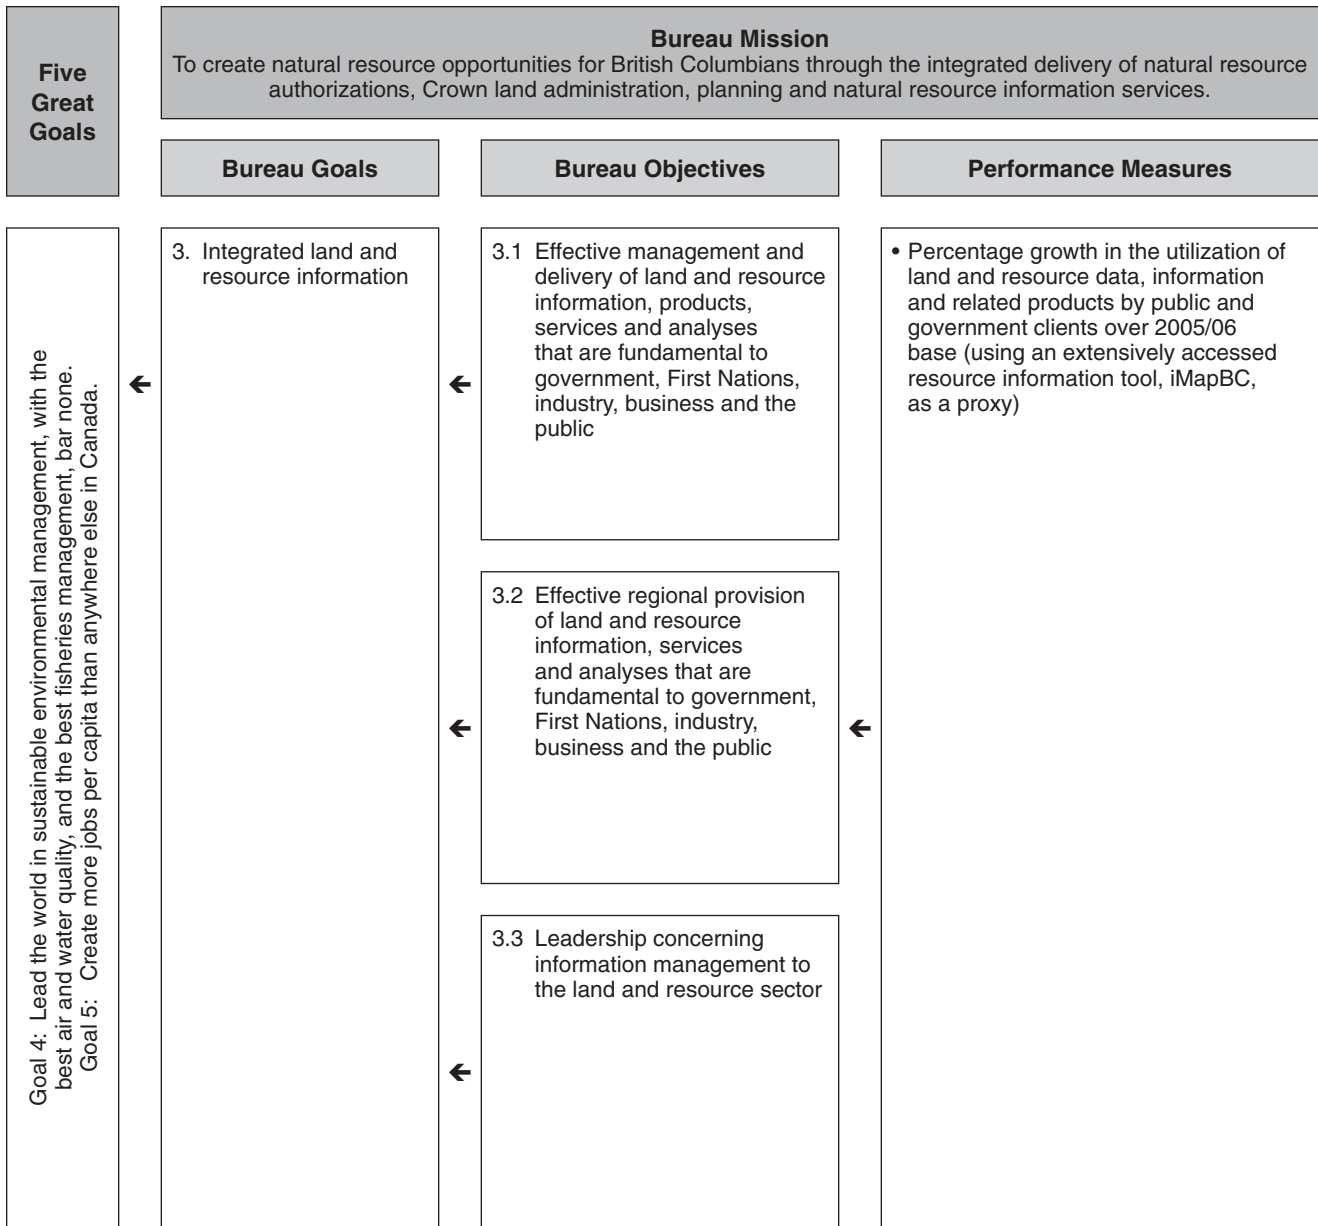 Five
Great
Goals
Bureau Mission
To create natural resource opportunities for British Columbians through the integrated delivery of natural resource
authorizations, Crown land administration, planning and natural resource information services.
Bureau Goals
Bureau Objectives
Performance Measures
Goal 4: Lead the world in sustainable environmental management, with the
best air and water quality, and the best fisheries management, bar none.
Goal 5: Create more jobs per capita than anywhere else in Canada.
3. Integrated land and
resource information
3.1 Effective management and
delivery of land and resource
information, products,
services and analyses
that are fundamental to
government, First Nations,
industry, business and the
public
3.2 Effective regional provision
of land and resource
information, services
and analyses that are
fundamental to government,
First Nations, industry,
business and the public
3.3 Leadership concerning
information management to
the land and resource sector
• Percentage growth in the utilization of
land and resource data, information
and related products by public and
government clients over 2005/06
base (using an extensively accessed
resource information tool, iMapBC,
as a proxy)